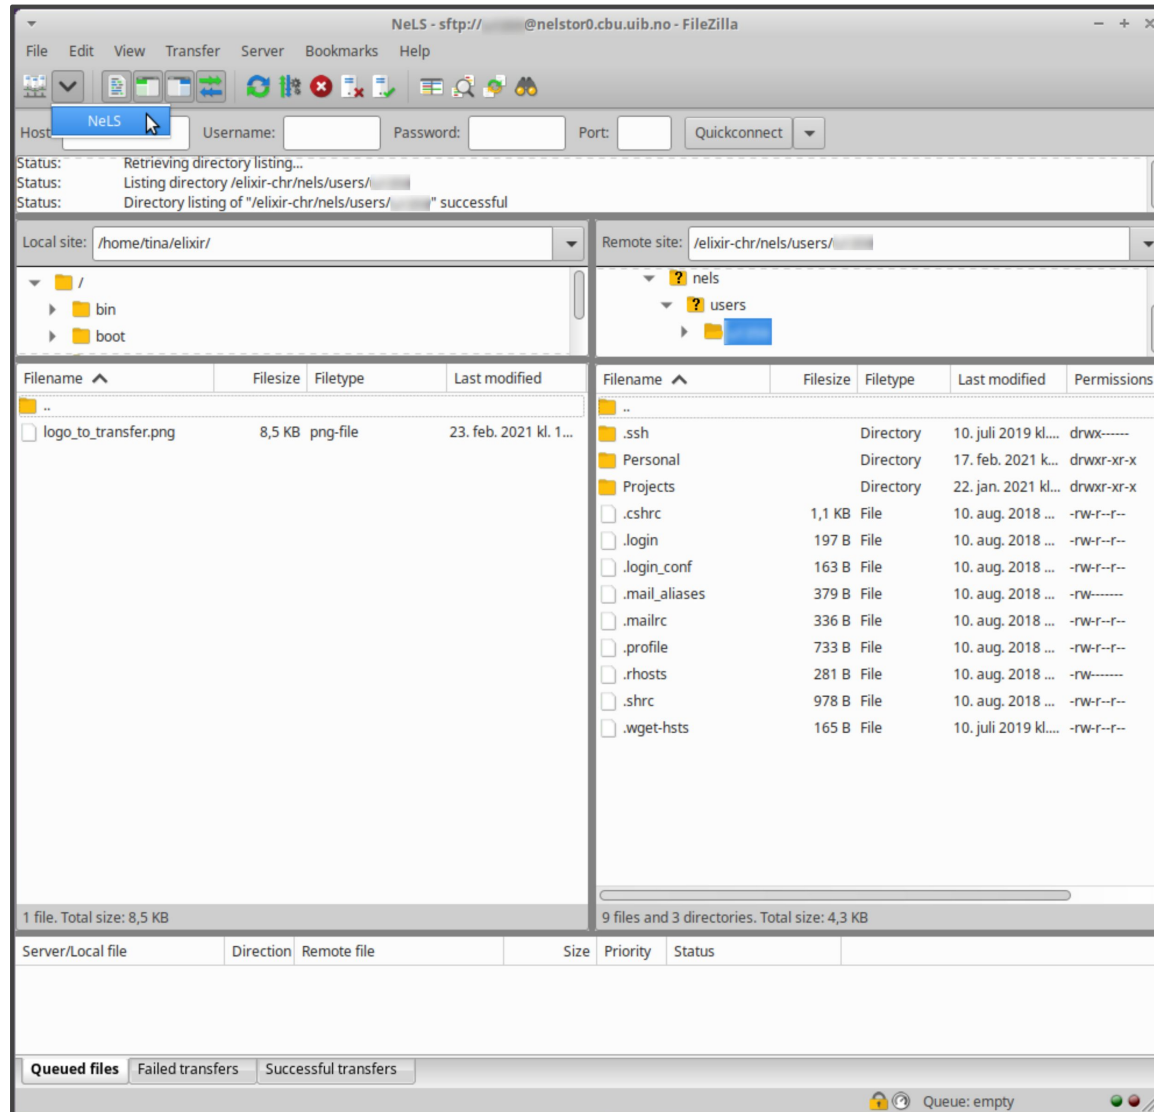 NeLS - sftp:// @nelstor0.cbu.uib.no - FileZilla
File Edit View Transfer Server Bookmarks Help
NeLS
Host Username: Password: Port: Quickconnect
Status: Retrieving directory listing...
Status: Listing directory /elixir-chr/nels/users/
Status: Directory listing of "/elixir-chr/nels/users/ " successful
Local site: /home/tina/elixir/
/
bin
boot
Filename Filesize Filetype Last modified
..
logo_to_transfer.png 8,5 KB png-file 23. feb. 2021 kl. 1...
1 file. Total size: 8,5 KB
Remote site: /elixir-chr/nels/users/
? nels
? users
Filename Filesize Filetype Last modified Permissions
..
.ssh Directory 10. juli 2019 kl.... drwx------
Personal Directory 17. feb. 2021 k... drwxr-xr-x
Projects Directory 22. jan. 2021 kl... drwxr-xr-x
.cshrc 1,1 KB File 10. aug. 2018 ... -rw-r--r--
.login 197 B File 10. aug. 2018 ... -rw-r--r--
.login_conf 163 B File 10. aug. 2018 ... -rw-r--r--
.mail_aliases 379 B File 10. aug. 2018 ... -rw-------
.mailrc 336 B File 10. aug. 2018 ... -rw-r--r--
.profile 733 B File 10. aug. 2018 ... -rw-r--r--
.rhosts 281 B File 10. aug. 2018 ... -rw-------
.shrc 978 B File 10. aug. 2018 ... -rw-r--r--
.wget-hsts 165 B File 10. juli 2019 kl.... -rw-r--r--
9 files and 3 directories. Total size: 4,3 KB
Server/Local file Direction Remote file Size Priority Status
Queued files Failed transfers Successful transfers
Queue: empty